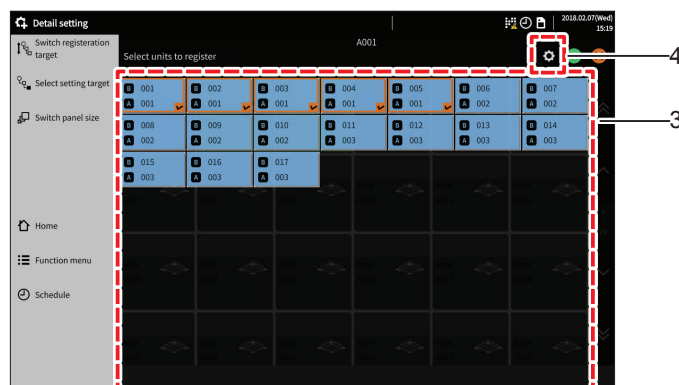 Detail setting
2018.02.07(Wed)
15:19
Switch registeration
target
A001
Select units to register
4
Select setting target
Switch panel size
B 001 B 002 B 003 B 004 B 005 B 006 B 007
A 001 A 001 A 001 A 001 A 001 A 002 A 002
3
B 008 B 009 B 010 B 011 B 012 B 013 B 014
A 002 A 002 A 002 A 003 A 003 A 003 A 003
B 015 B 016 B 017
A 003 A 003 A 003
Home
Function menu
Schedule